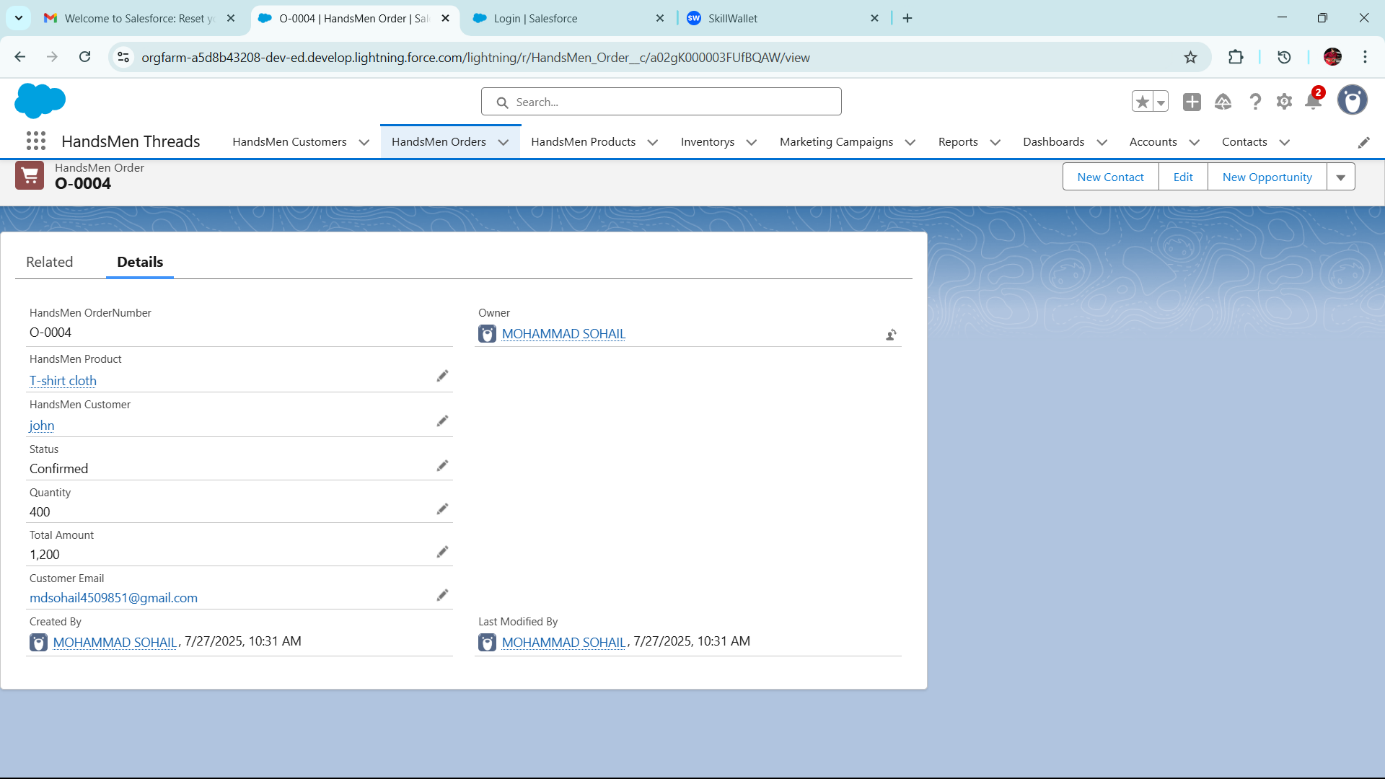 Welcome to Salesforce: Reset y
O-0004 | HandsMen Order | Sal
Login | Salesforce
SW
SkillWallet
orgfarm-a5d8b43208-dev-ed.develop.lightning.force.com/lightning/r/HandsMen_Order__c/a02gK000003FUfBQAW/view
Search...
2
HandsMen Threads
HandsMen Customers
HandsMen Orders
HandsMen Products
Inventorys
Marketing Campaigns
Reports
Dashboards
Accounts
Contacts
HandsMen Order
O-0004
New Contact
Edit
New Opportunity
Related
Details
HandsMen OrderNumber
O-0004
Owner
MOHAMMAD SOHAIL
HandsMen Product
T-shirt cloth
HandsMen Customer
john
Status
Confirmed
Quantity
400
Total Amount
1,200
Customer Email
mdsohail4509851@gmail.com
Created By
MOHAMMAD SOHAIL, 7/27/2025, 10:31 AM
Last Modified By
MOHAMMAD SOHAIL, 7/27/2025, 10:31 AM